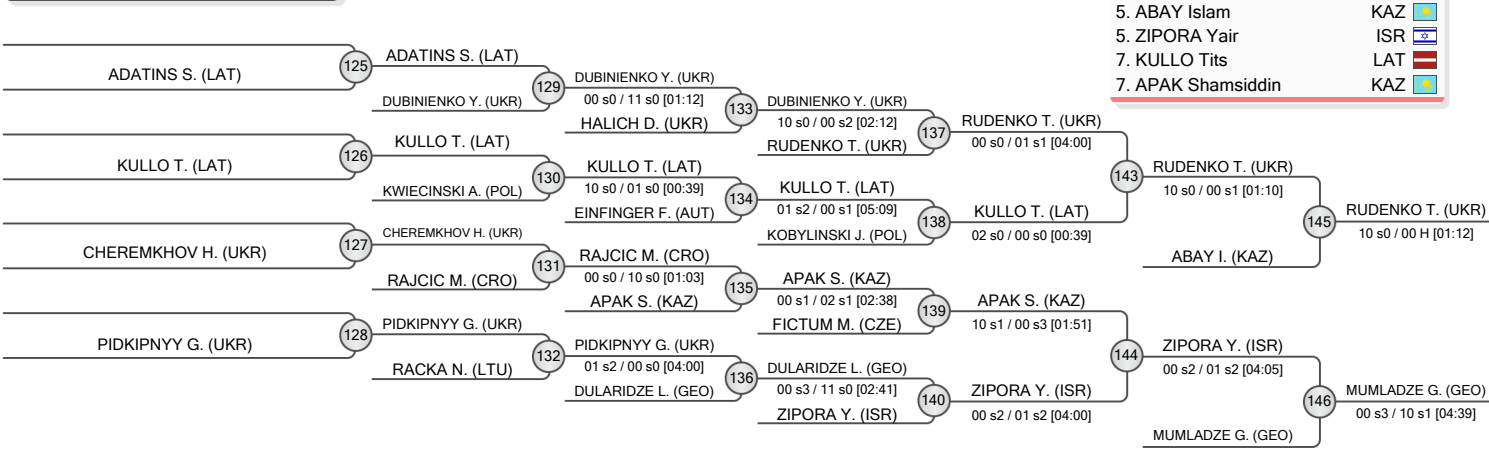 5. ABAY Islam KAZ
5. ZIPORA Yair ISR
7. KULLO Tits LAT
7. APAK Shamsiddin KAZ
ADATINS S. (LAT)
125
ADATINS S. (LAT)
DUBINIENKO Y. (UKR)
129
DUBINIENKO Y. (UKR)
00 s0 / 11 s0 [01:12]
HALICH D. (UKR)
133
DUBINIENKO Y. (UKR)
10 s0 / 00 s2 [02:12]
RUDENKO T. (UKR)
137
RUDENKO T. (UKR)
00 s0 / 01 s1 [04:00]
KULLO T. (LAT)
126
KULLO T. (LAT)
KWIECINSKI A. (POL)
130
KULLO T. (LAT)
10 s0 / 01 s0 [00:39]
EINFINGER F. (AUT)
134
KULLO T. (LAT)
01 s2 / 00 s1 [05:09]
KOBYLINSKI J. (POL)
138
KULLO T. (LAT)
02 s0 / 00 s0 [00:39]
143
RUDENKO T. (UKR)
10 s0 / 00 s1 [01:10]
ABAY I. (KAZ)
145
RUDENKO T. (UKR)
10 s0 / 00 H [01:12]
CHEREMKHOV H. (UKR)
127
CHEREMKHOV H. (UKR)
RAJCIC M. (CRO)
131
RAJCIC M. (CRO)
00 s0 / 10 s0 [01:03]
APAK S. (KAZ)
135
APAK S. (KAZ)
00 s1 / 02 s1 [02:38]
FICTUM M. (CZE)
139
APAK S. (KAZ)
10 s1 / 00 s3 [01:51]
PIDKIPNYY G. (UKR)
128
PIDKIPNYY G. (UKR)
RACKA N. (LTU)
132
PIDKIPNYY G. (UKR)
01 s2 / 00 s0 [04:00]
DULARIDZE L. (GEO)
136
DULARIDZE L. (GEO)
00 s3 / 11 s0 [02:41]
ZIPORA Y. (ISR)
140
ZIPORA Y. (ISR)
00 s2 / 01 s2 [04:00]
144
ZIPORA Y. (ISR)
00 s2 / 01 s2 [04:05]
MUMLADZE G. (GEO)
146
MUMLADZE G. (GEO)
00 s3 / 10 s1 [04:39]